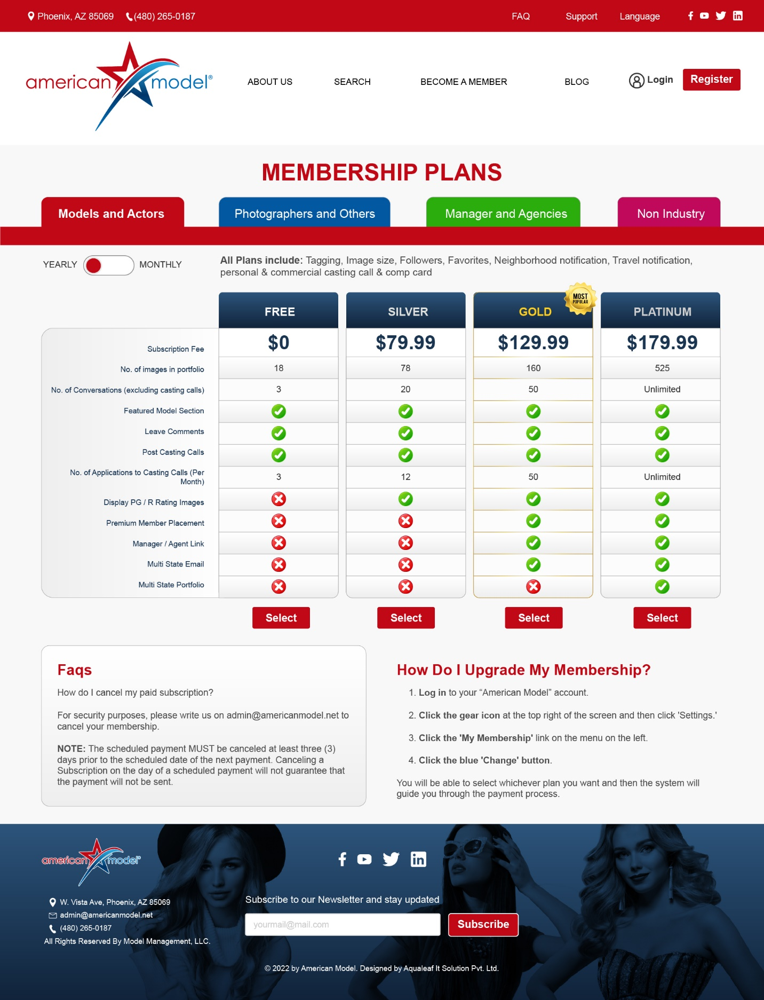 Phoenix, AZ 85069 (480) 265-0187 FAQ Support Language
american model®
ABOUT US SEARCH BECOME A MEMBER BLOG Login Register
MEMBERSHIP PLANS
Models and Actors Photographers and Others Manager and Agencies Non Industry
YEARLY MONTHLY
All Plans include: Tagging, Image size, Followers, Favorites, Neighborhood notification, Travel notification,
personal & commercial casting call & comp card
MOST
POPULAR
FREE SILVER GOLD PLATINUM
Subscription Fee $0 $79.99 $129.99 $179.99
No. of images in portfolio 18 78 160 525
No. of Conversations (excluding casting calls) 3 20 50 Unlimited
Featured Model Section
Leave Comments
Post Casting Calls
No. of Applications to Casting Calls (Per
Month) 3 12 50 Unlimited
Display PG / R Rating Images
Premium Member Placement
Manager / Agent Link
Multi State Email
Multi State Portfolio
Select Select Select Select
Faqs
How do I cancel my paid subscription?
For security purposes, please write us on admin@americanmodel.net to
cancel your membership.
NOTE: The scheduled payment MUST be canceled at least three (3)
days prior to the scheduled date of the next payment. Canceling a
Subscription on the day of a scheduled payment will not guarantee that
the payment will not be sent.
How Do I Upgrade My Membership?
1. Log in to your “American Model” account.
2. Click the gear icon at the top right of the screen and then click 'Settings.'
3. Click the 'My Membership' link on the menu on the left.
4. Click the blue 'Change' button.
You will be able to select whichever plan you want and then the system will
guide you through the payment process.
american model®
W. Vista Ave, Phoenix, AZ 85069
admin@americanmodel.net
(480) 265-0187
All Rights Reserved By Model Management, LLC.
Subscribe to our Newsletter and stay updated
yourmail@mail.com Subscribe
© 2022 by American Model. Designed by Aqualeaf It Solution Pvt. Ltd.